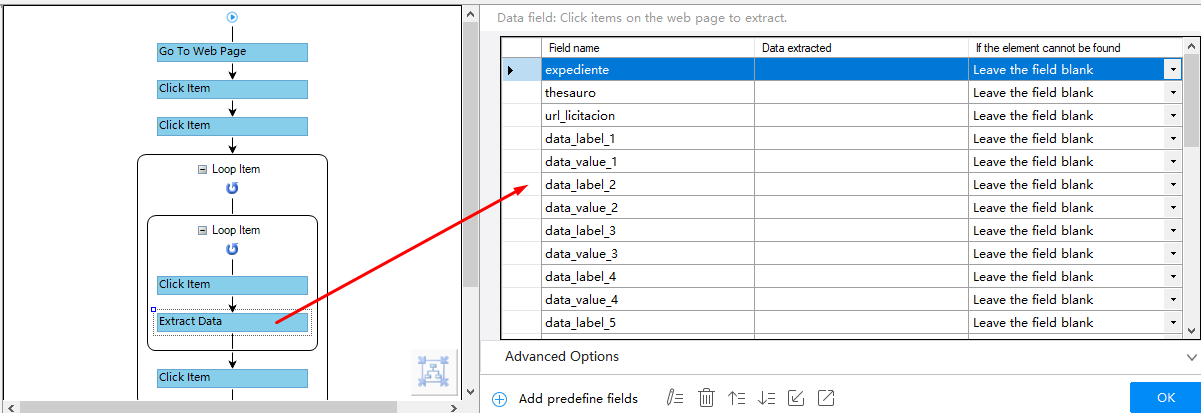 Go To Web Page
Click Item
Click Item
Loop Item
Loop Item
Click Item
Extract Data
Click Item
Data field: Click items on the web page to extract.
Field name Data extracted If the element cannot be found
expediente Leave the field blank
thesauro Leave the field blank
url_licitacion Leave the field blank
data_label_1 Leave the field blank
data_value_1 Leave the field blank
data_label_2 Leave the field blank
data_value_2 Leave the field blank
data_label_3 Leave the field blank
data_value_3 Leave the field blank
data_label_4 Leave the field blank
data_value_4 Leave the field blank
data_label_5 Leave the field blank
Advanced Options
Add predefine fields
OK